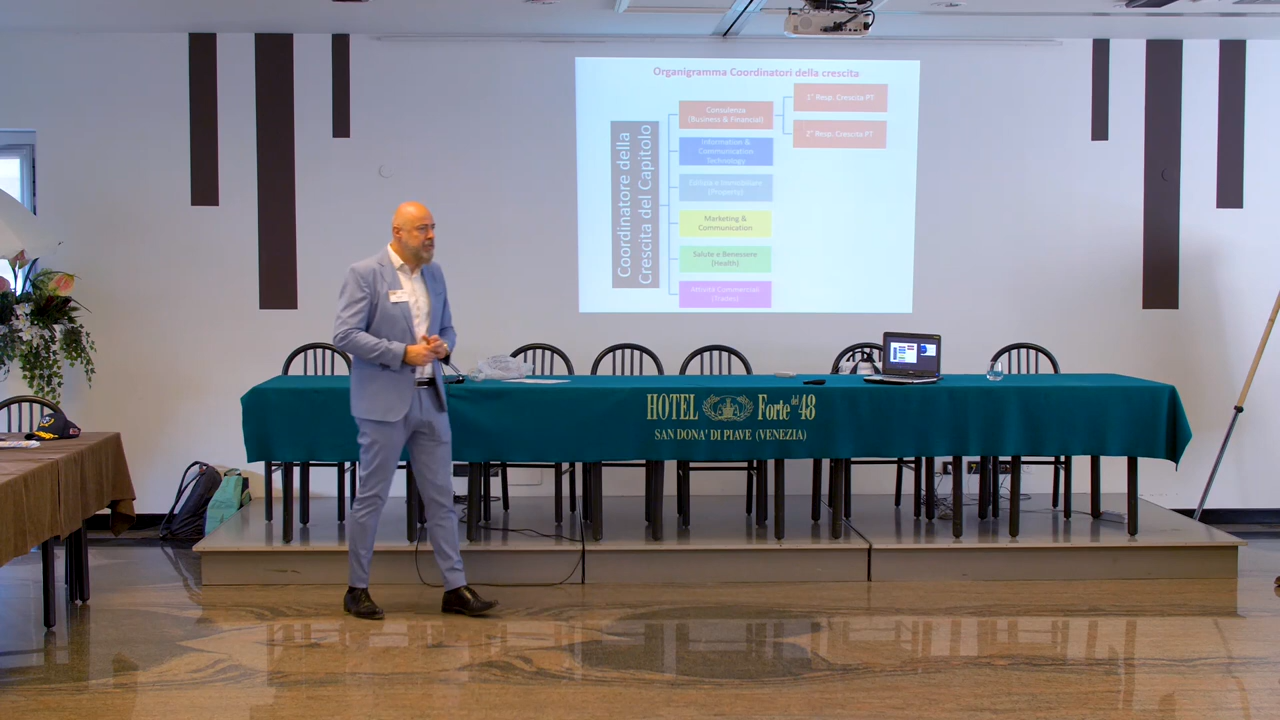 Organigramma Coordinatori della crescita
Coordinatore della
Crescita del Capitolo
Consulenza
(Business & Financial)
1° Resp. Crescita PT
2° Resp. Crescita PT
Information &
Communication
Technology
Edilizia e Immobiliare
(Property)
Marketing &
Communication
Salute e Benessere
(Health)
Attività Commerciali
(Trades)
HOTEL Forte del 48
SAN DONA' DI PIAVE (VENEZIA)